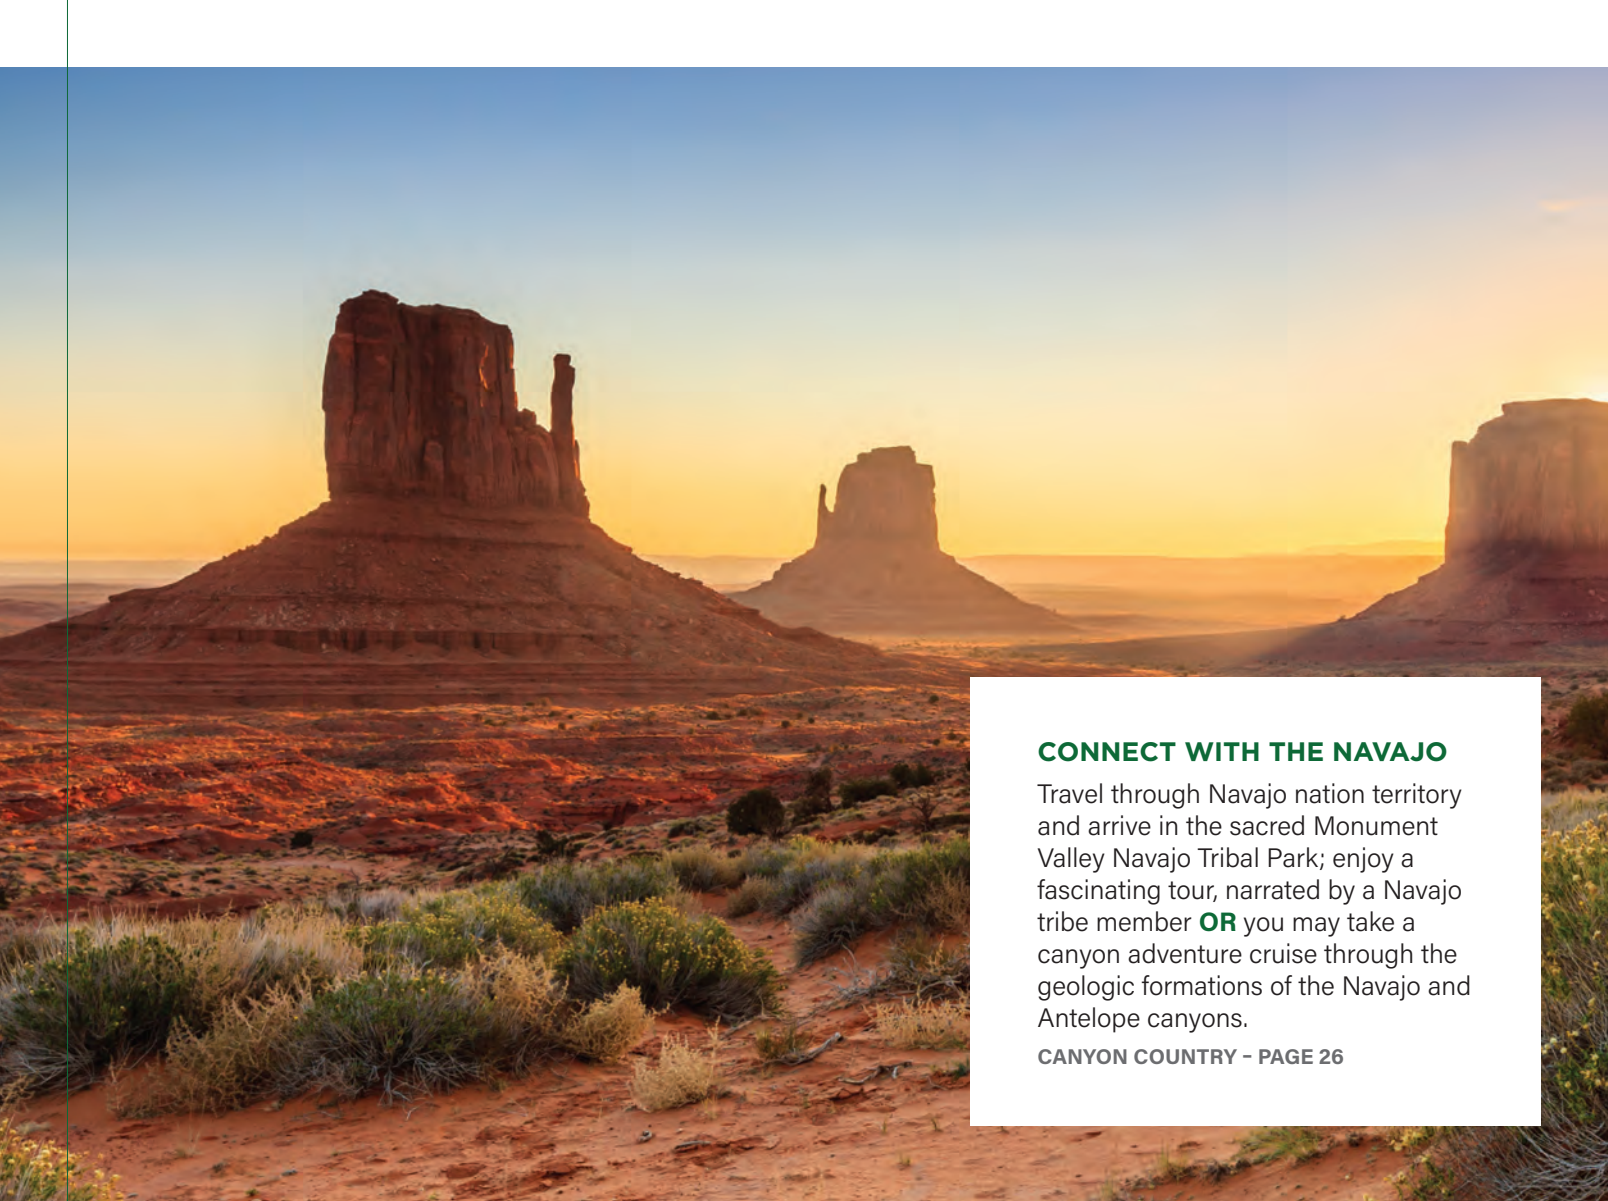 CONNECT WITH THE NAVAJO
Travel through Navajo nation territory
and arrive in the sacred Monument
Valley Navajo Tribal Park; enjoy a
fascinating tour, narrated by a Navajo
tribe member OR you may take a
canyon adventure cruise through the
geologic formations of the Navajo and
Antelope canyons.
CANYON COUNTRY – PAGE 26